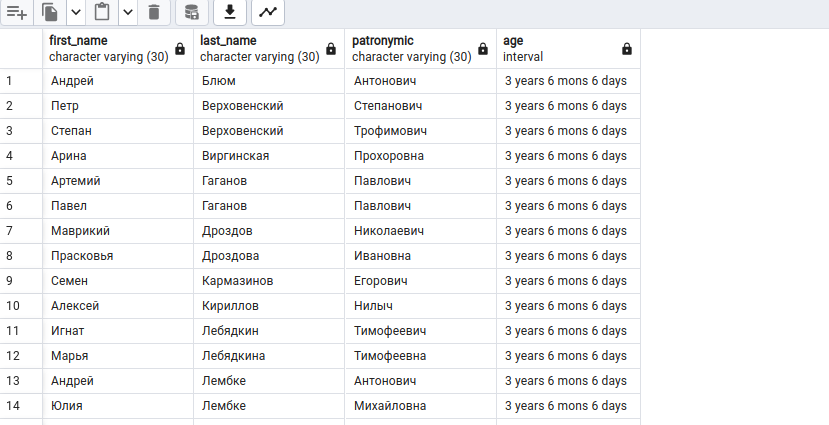 first_name last_name patronymic age
character varying (30) character varying (30) character varying (30) interval
1 Андрей Блюм Антонович 3 years 6 mons 6 days
2 Петр Верховенский Степанович 3 years 6 mons 6 days
3 Степан Верховенский Трофимович 3 years 6 mons 6 days
4 Арина Виргинская Прохоровна 3 years 6 mons 6 days
5 Артемий Гаганов Павлович 3 years 6 mons 6 days
6 Павел Гаганов Павлович 3 years 6 mons 6 days
7 Маврикий Дроздов Николаевич 3 years 6 mons 6 days
8 Прасковья Дроздова Ивановна 3 years 6 mons 6 days
9 Семен Кармазинов Егорович 3 years 6 mons 6 days
10 Алексей Кириллов Нилыч 3 years 6 mons 6 days
11 Игнат Лебядкин Тимофеевич 3 years 6 mons 6 days
12 Марья Лебядкина Тимофеевна 3 years 6 mons 6 days
13 Андрей Лембке Антонович 3 years 6 mons 6 days
14 Юлия Лембке Михайловна 3 years 6 mons 6 days